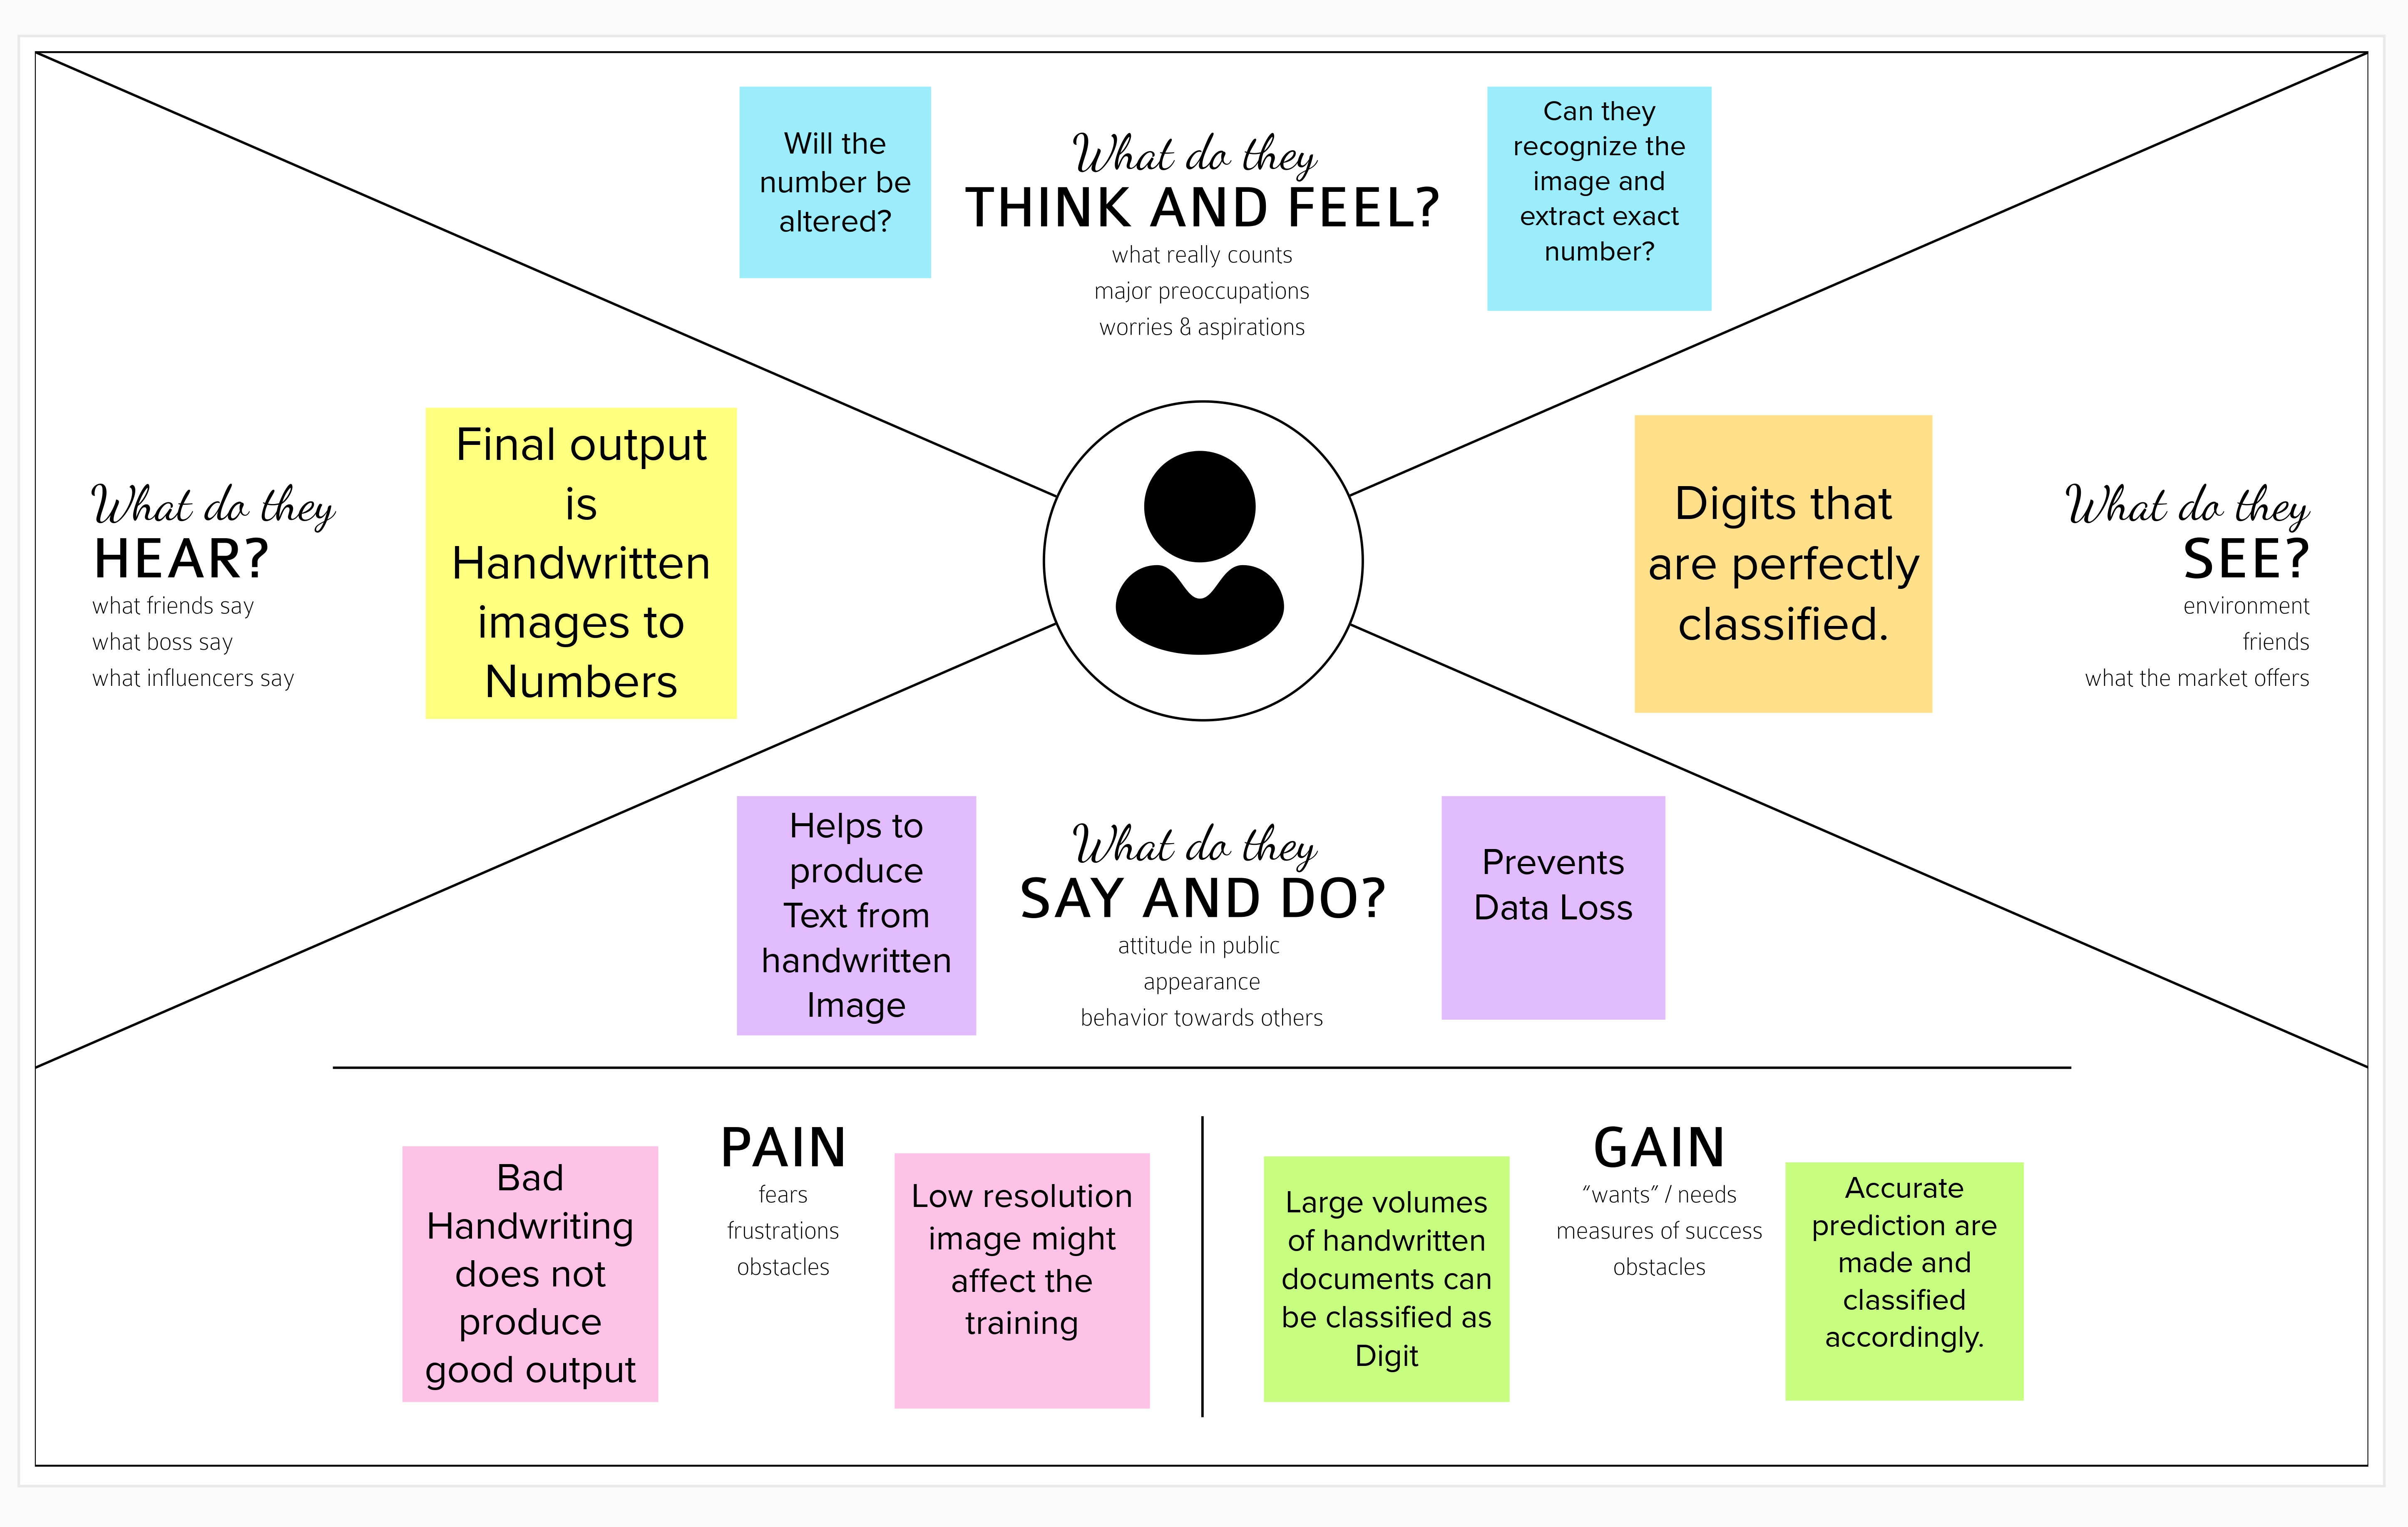 Will the
number be
altered?
What do they
THINK AND FEEL?
what really counts
major preoccupations
worries & aspirations
Can they
recognize the
image and
extract exact
number?
What do they
HEAR?
what friends say
what boss say
what influencers say
Final output
is
Handwritten
images to
Numbers
Digits that
are perfectly
classified.
What do they
SEE?
environment
friends
what the market offers
Helps to
produce
Text from
handwritten
Image
What do they
SAY AND DO?
attitude in public
appearance
behavior towards others
Prevents
Data Loss
Bad
Handwriting
does not
produce
good output
PAIN
fears
frustrations
obstacles
Low resolution
image might
affect the
training
Large volumes
of handwritten
documents can
be classified as
Digit
GAIN
“wants” / needs
measures of success
obstacles
Accurate
prediction are
made and
classified
accordingly.